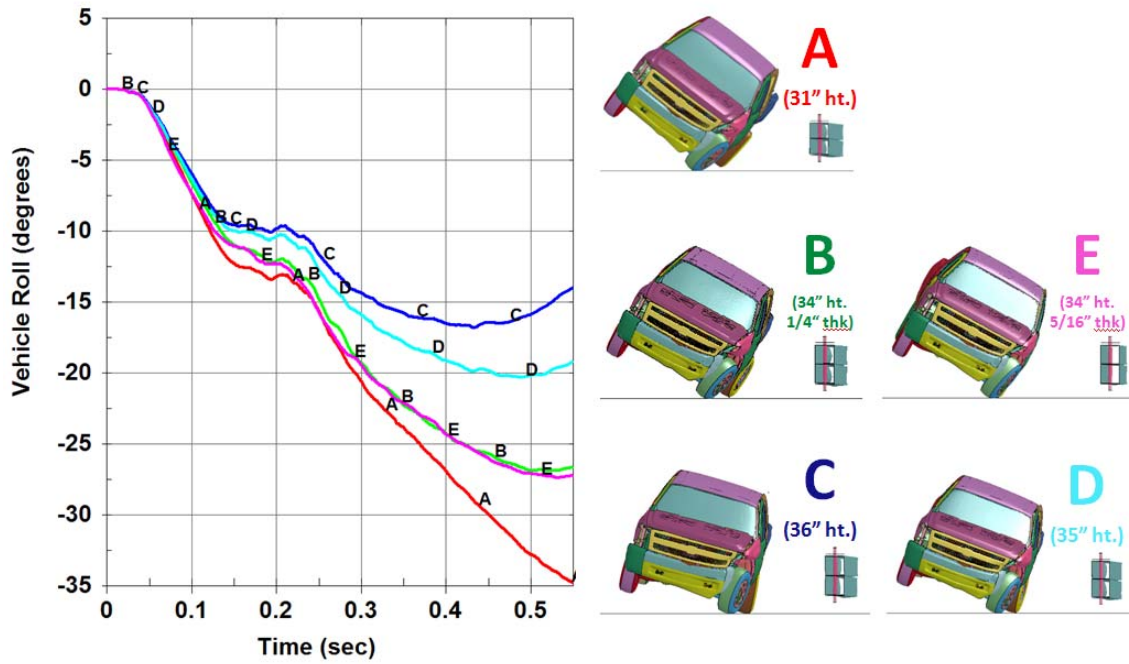 5
0
-5
-10
-15
-20
-25
-30
-35
Vehicle Roll (degrees)
0
0.1
0.2
0.3
0.4
0.5
Time (sec)
B
C
D
E
A
B
C
D
E
A
B
C
D
E
A
B
C
D
E
B
A
C
D
E
A
(31” ht.)
B
(34” ht.
1/4“ thk)
E
(34” ht.
5/16” thk)
C
(36” ht.)
D
(35” ht.)